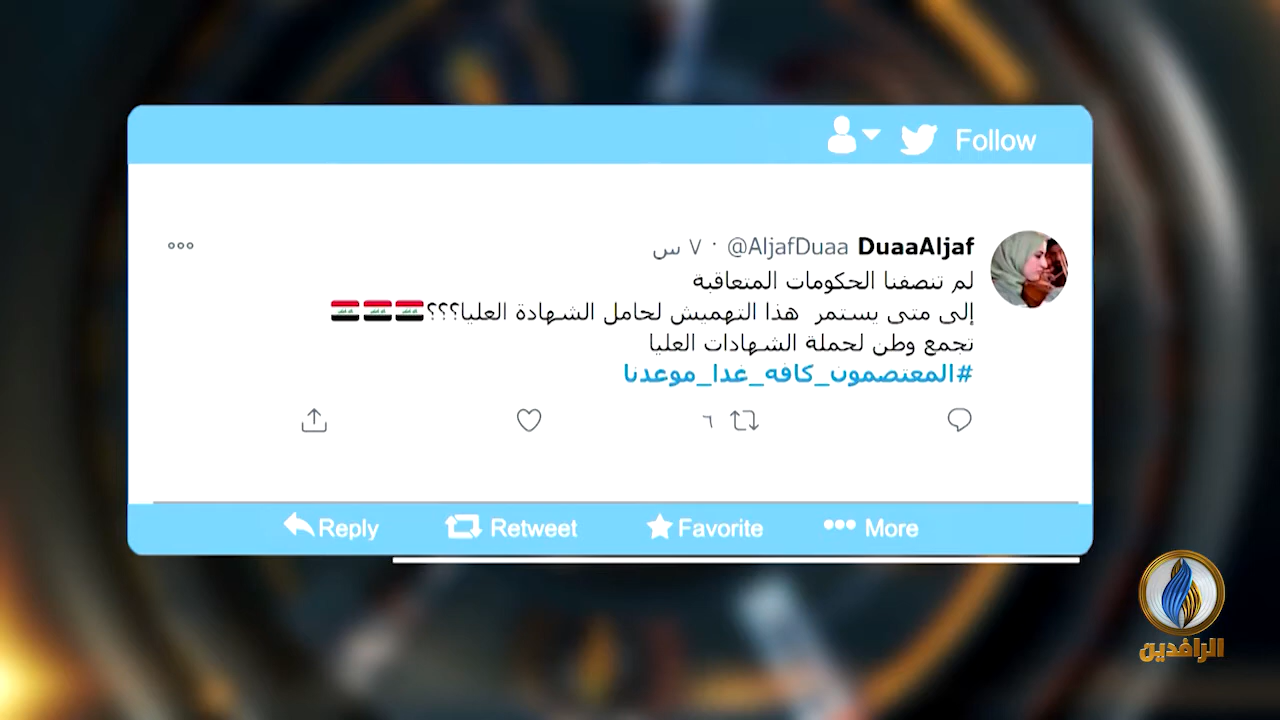 Follow
DuaaAljaf @AljafDuaa · ٧ س
لم تنصفنا الحكومات المتعاقبة
إلى متى يستمر هذا التهميش لحامل الشهادة العليا؟؟؟
تجمع وطن لحملة الشهادات العليا
#المعتصمون_كافه_غدا_موعدنا
٦
Reply Retweet Favorite More
الرافدين